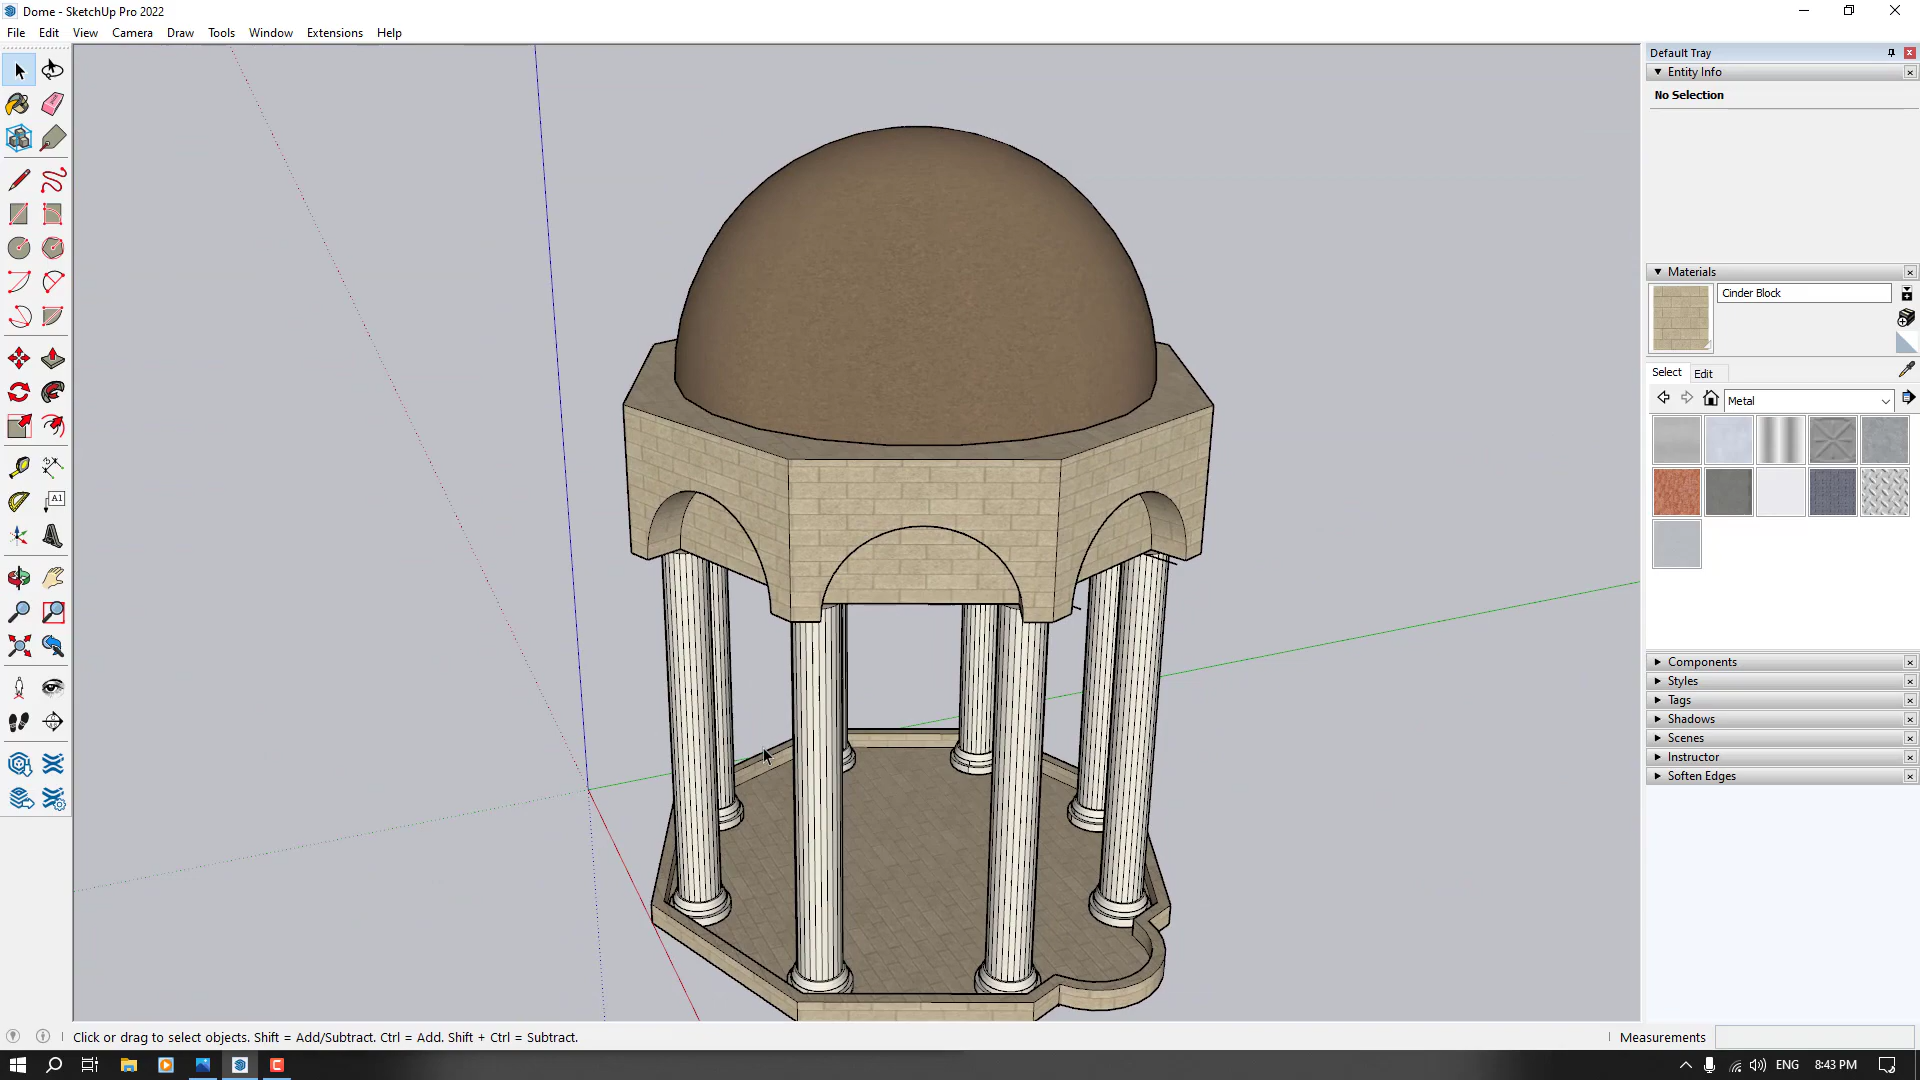 Dome - SketchUp Pro 2022
File Edit View Camera Draw Tools Window Extensions Help
Default Tray
Entity Info
No Selection
Materials
Cinder Block
Select Edit
Metal
A1
Components
Styles
Tags
Shadows
Scenes
Instructor
Soften Edges
Click or drag to select objects. Shift = Add/Subtract. Ctrl = Add. Shift + Ctrl = Subtract.
Measurements
ENG 8:43 PM